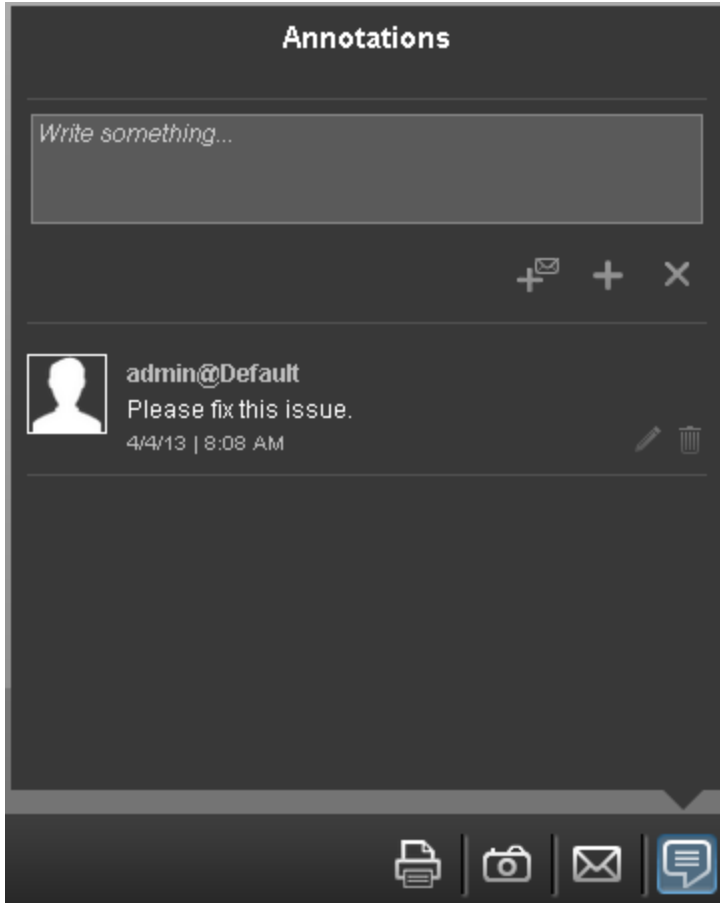 Annotations
Write something...
admin@Default
Please fix this issue.
4/4/13 | 8:08 AM